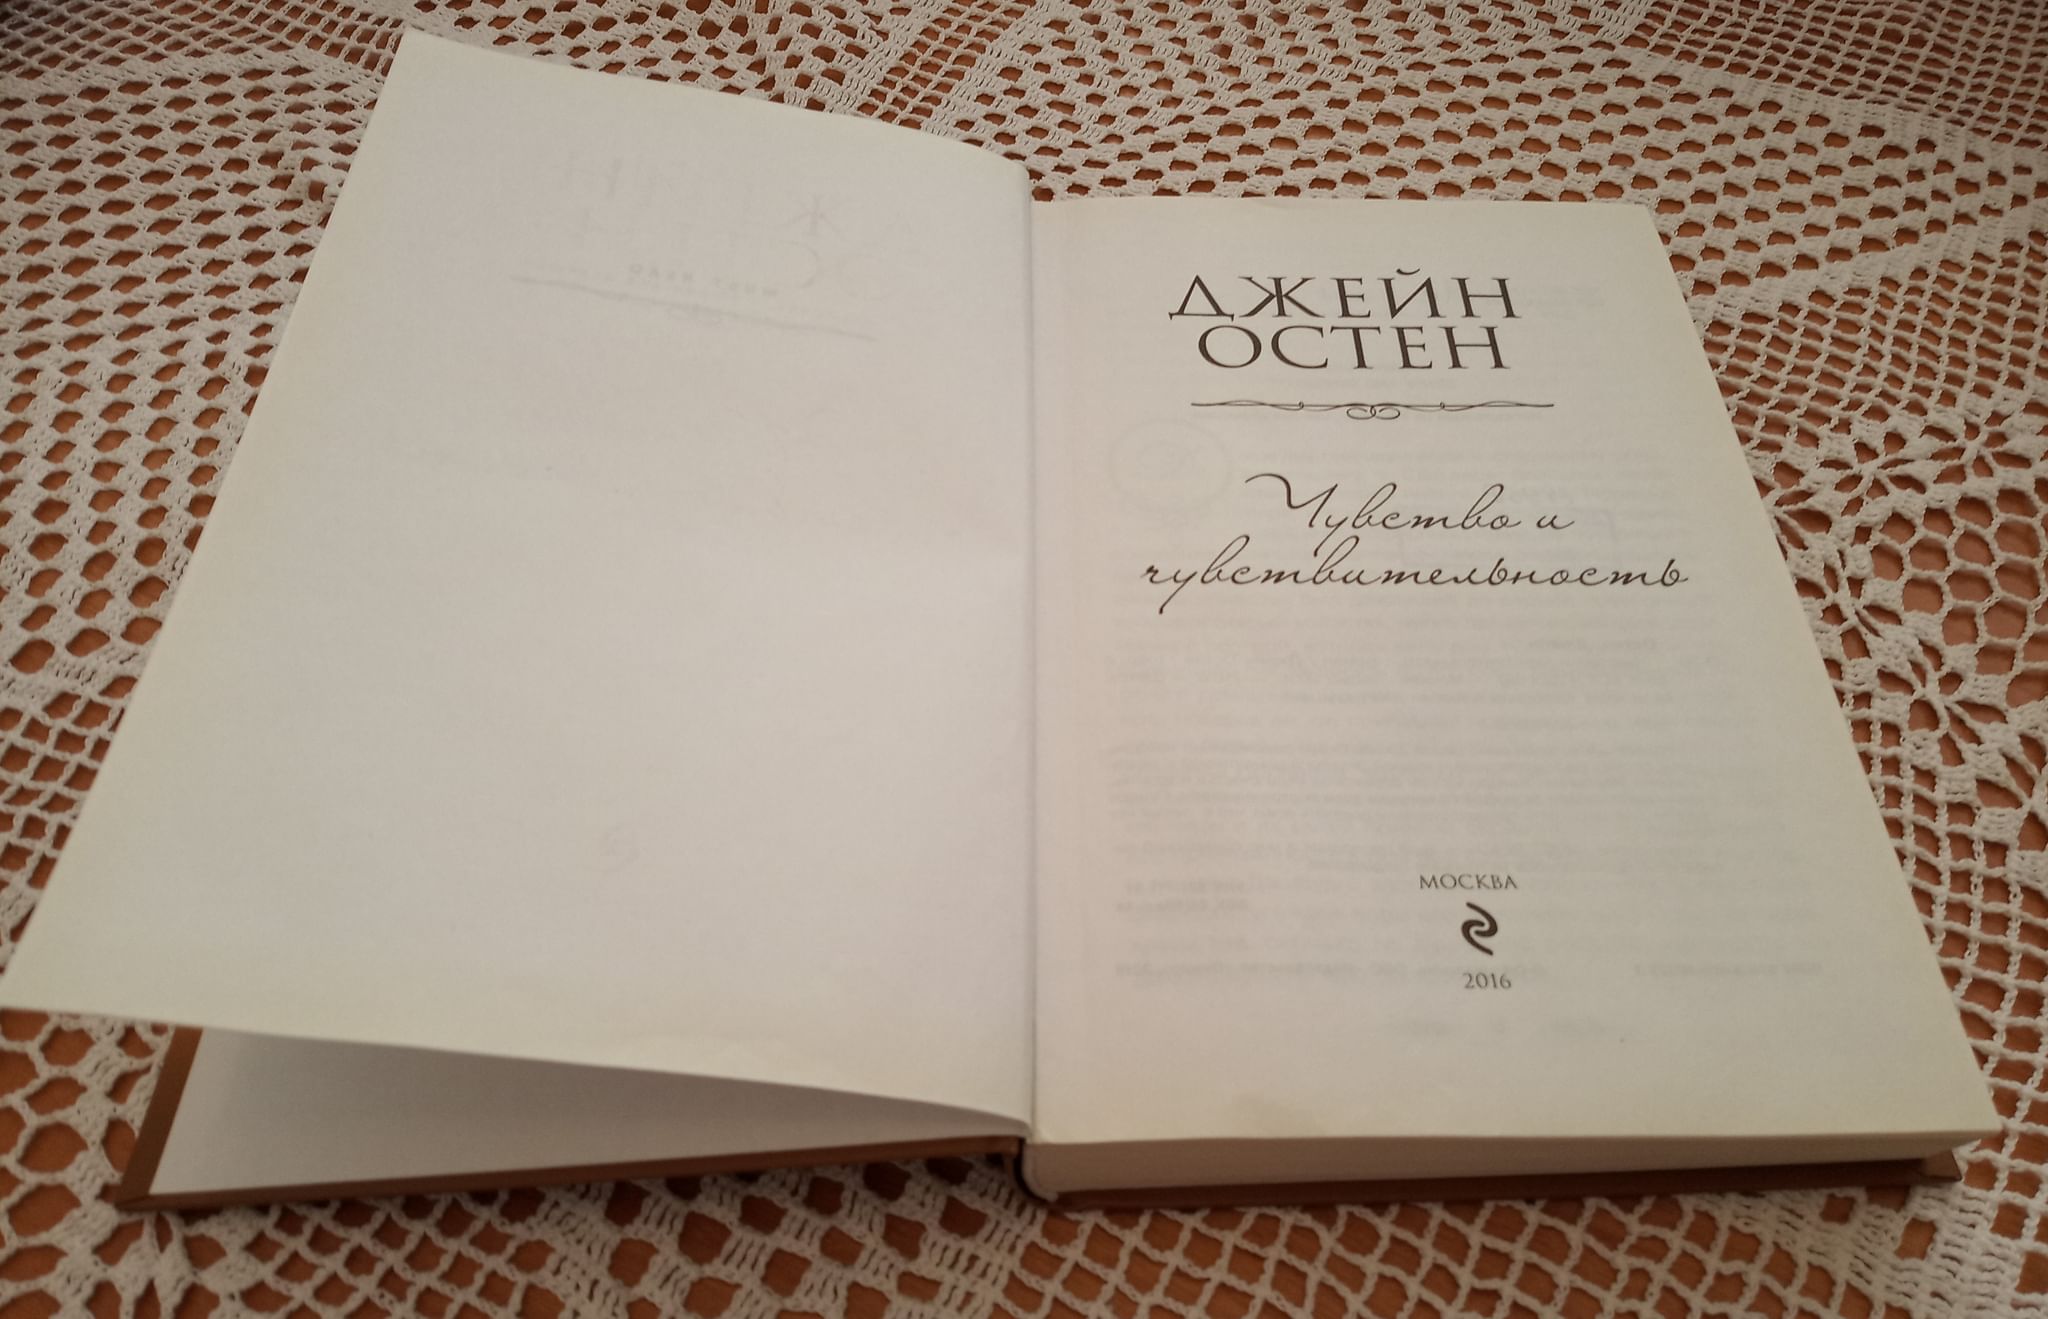 ДЖЕЙН
ОСТЕН
Чувство и
чувствительность
МОСКВА
2016